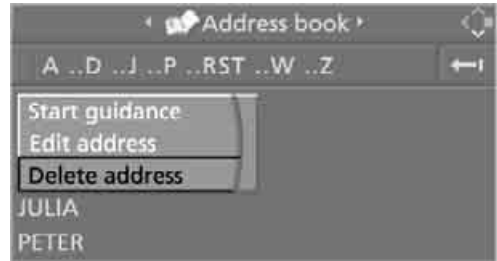 Address book
A ..D ..J ..P ..RST ..W ..Z
Start guidance
Edit address
Delete address
JULIA
PETER